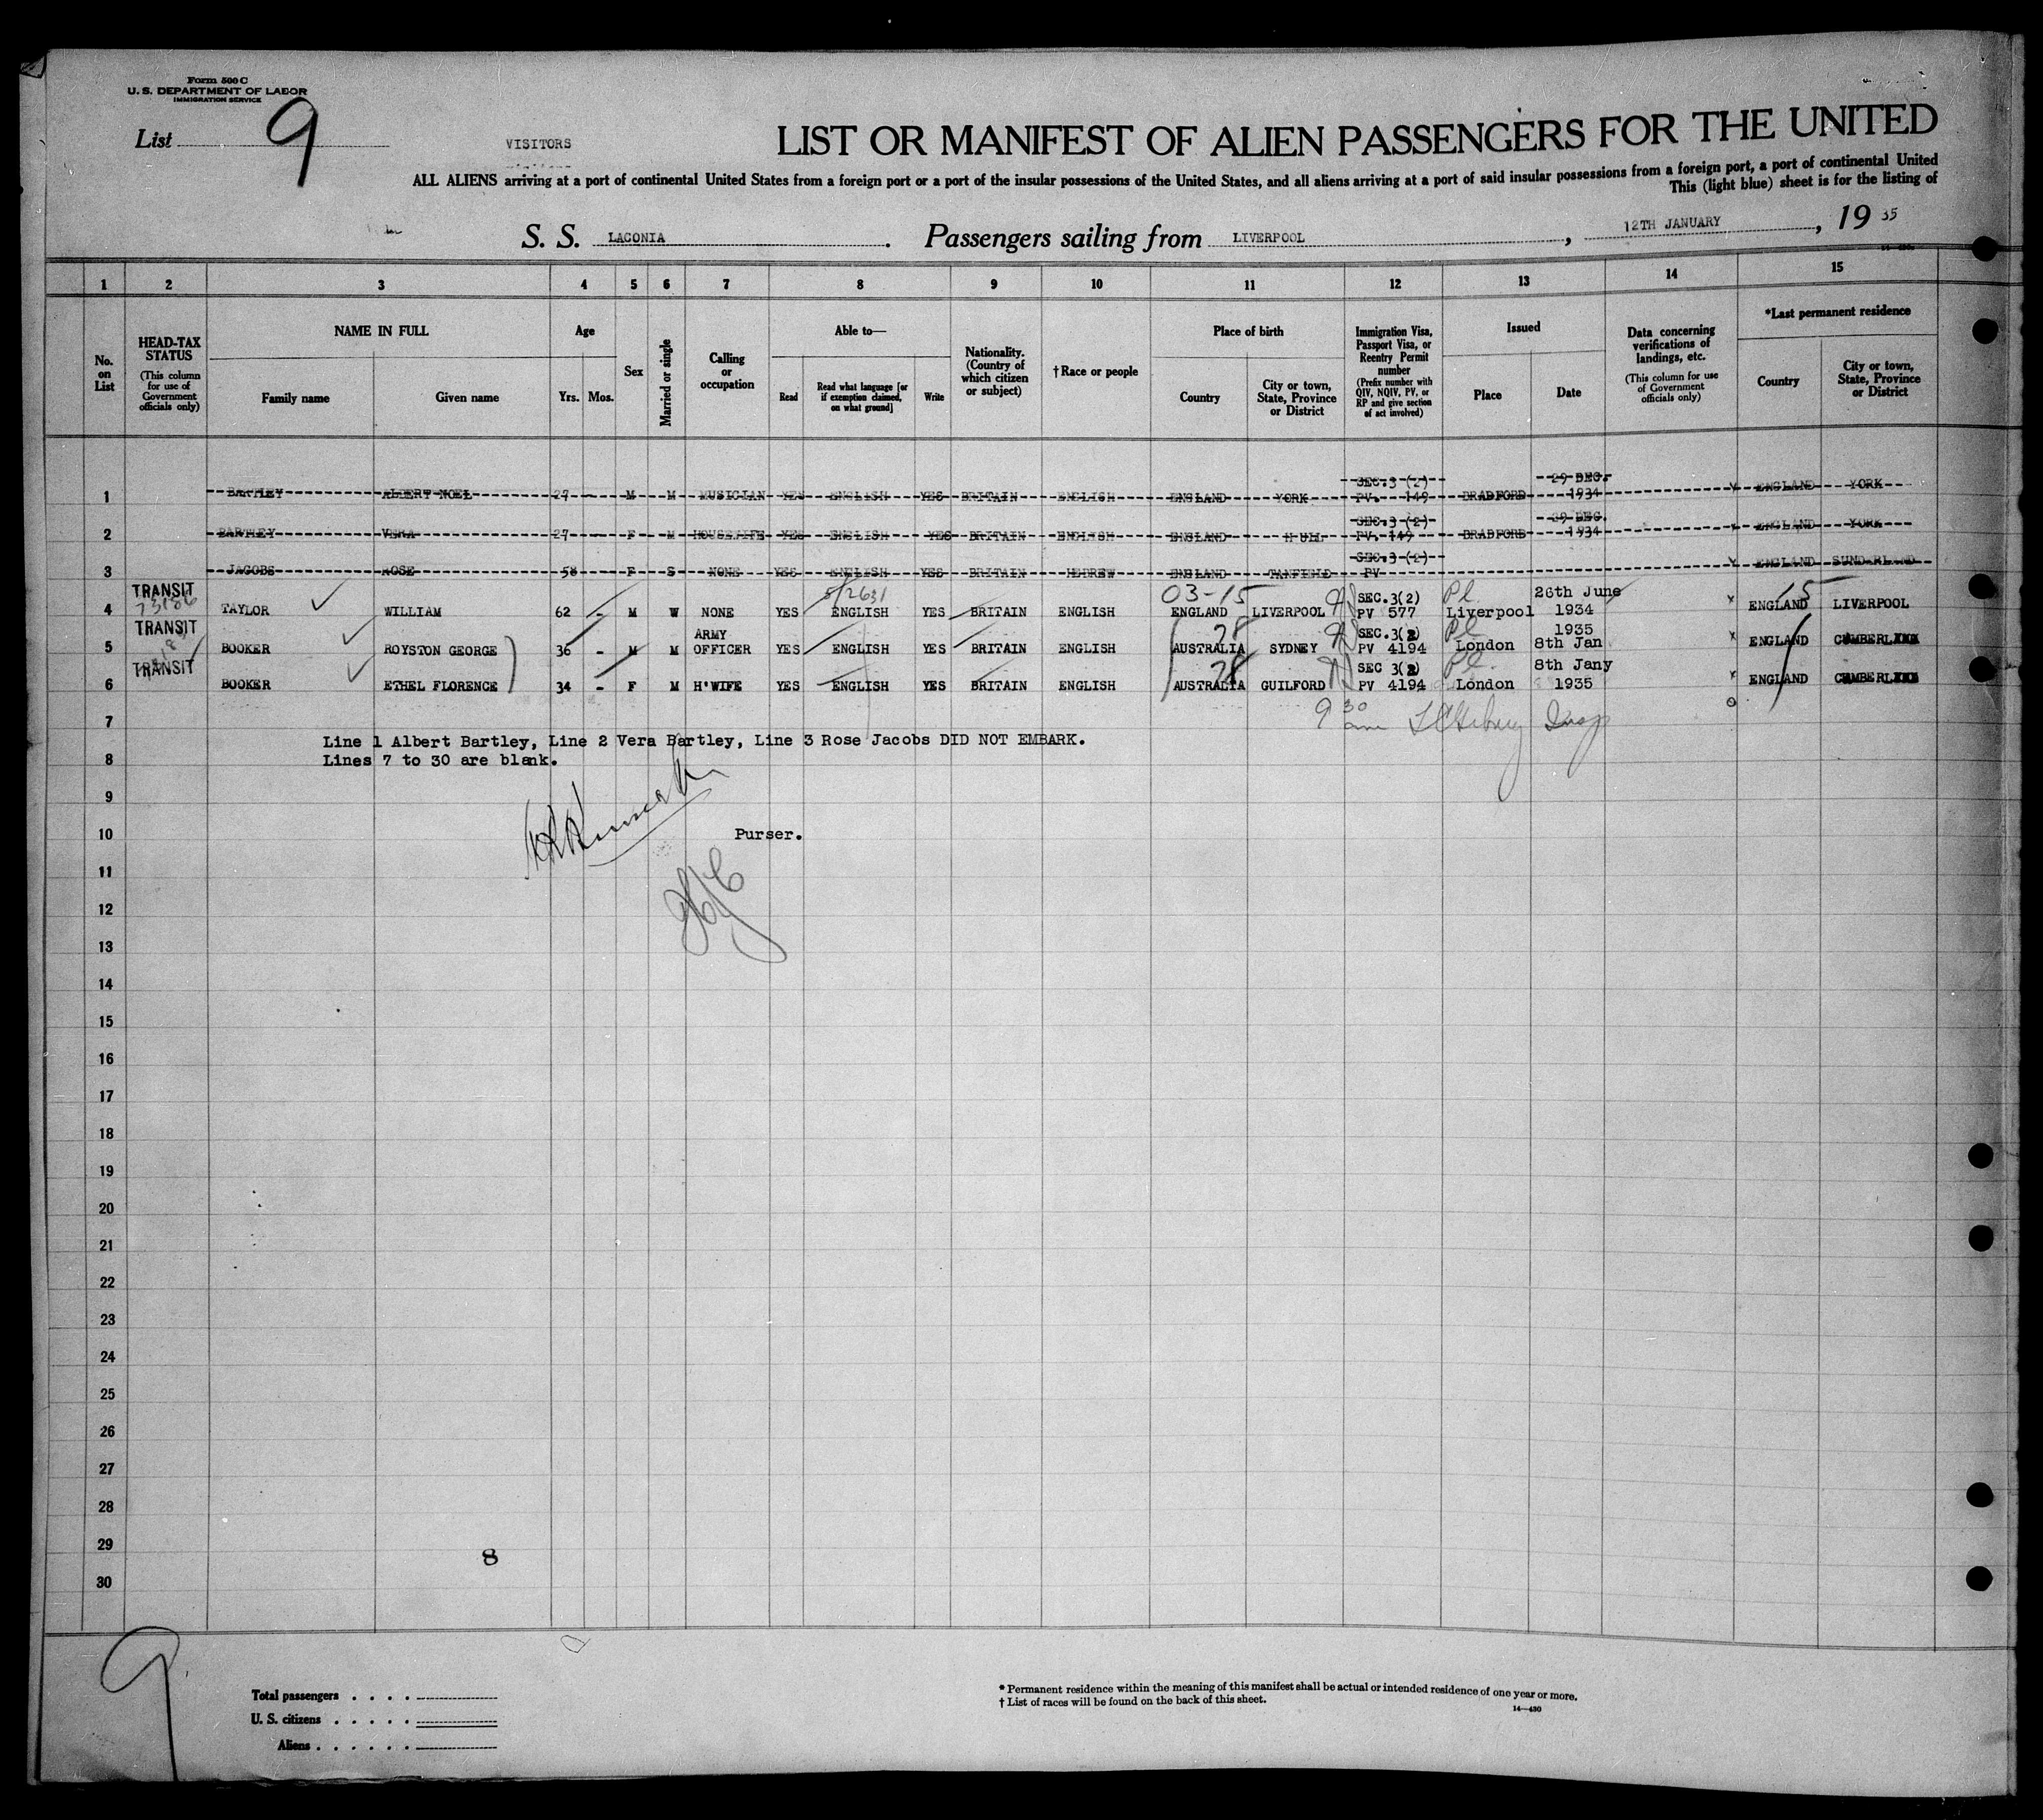 Form 500 C
U. S. DEPARTMENT OF LABOR
IMMIGRATION SERVICE
List 9
VISITORS
LIST OR MANIFEST OF ALIEN PASSENGERS FOR THE UNITED
ALL ALIENS arriving at a port of continental United States from a foreign port or a port of the insular possessions of the United States, and all aliens arriving at a port of said insular possessions from a foreign port, a port of continental United
This (light blue) sheet is for the listing of
S. S. LACONIA. Passengers sailing from LIVERPOOL, 12TH JANUARY, 19 35
1 2 3 4 5 6 7 8 9 10 11 12 13 14 15
No. on List
HEAD-TAX STATUS
(This column for use of Government officials only)
NAME IN FULL
Family name Given name
Age
Yrs. Mos.
Sex
Married or single
Calling or occupation
Able to—
Read
Read what language [or if exemption claimed, on what ground]
Write
Nationality. (Country of which citizen or subject)
†Race or people
Place of birth
Country
City or town, State, Province or District
Immigration Visa, Passport Visa, or Reentry Permit number
(Prefix number with QIV, NQIV, PV, or RP and give section of act involved)
Issued
Place Date
Data concerning verifications of landings, etc.
(This column for use of Government officials only)
*Last permanent residence
Country
City or town, State, Province or District
SEC.3 (2) 29 DEC.
1 BARTLEY ALBERT NOEL 27 - M M MUSICIAN YES ENGLISH YES BRITAIN ENGLISH ENGLAND YORK PV. 149 BRADFORD 1934 ENGLAND YORK
SEC.3 (2) 29 DEC.
2 BARTLEY VERA 27 - F M HOUSEWIFE YES ENGLISH YES BRITAIN ENGLISH ENGLAND HULL PV. 149 BRADFORD 1934 x ENGLAND YORK
SEC.3 (2)
3 JACOBS ROSE 58 - F S NONE YES ENGLISH YES BRITAIN HEBREW ENGLAND TANFIELD PV ENGLAND SUNDERLAND
TRANSIT 03-15 SEC.3(2) Pl. 26th June 15
4 TAYLOR WILLIAM 62 - M W NONE YES ENGLISH YES BRITAIN ENGLISH ENGLAND LIVERPOOL PV 577 Liverpool 1934 x ENGLAND LIVERPOOL
TRANSIT ARMY 78 SEC.3(2) Pl 1935
5 BOOKER ROYSTON GEORGE 36 - M M OFFICER YES ENGLISH YES BRITAIN ENGLISH AUSTRALIA SYDNEY PV 4194 London 8th Jan x ENGLAND
TRANSIT 78 SEC 3(2) Pl. 8th Jany
6 BOOKER ETHEL FLORENCE 34 - F M H'WIFE YES ENGLISH YES BRITAIN ENGLISH AUSTRALIA GUILFORD PV 4194 London 1935 x ENGLAND
7
9 30 am
Line 1 Albert Bartley, Line 2 Vera Bartley, Line 3 Rose Jacobs DID NOT EMBARK.
8
Lines 7 to 30 are blank.
9
10 Purser.
11
12
13
14
15
16
17
18
19
20
21
22
23
24
25
26
27
28
29
8
30
9
Total passengers
U. S. citizens
Aliens
* Permanent residence within the meaning of this manifest shall be actual or intended residence of one year or more.
† List of races will be found on the back of this sheet.
14—430